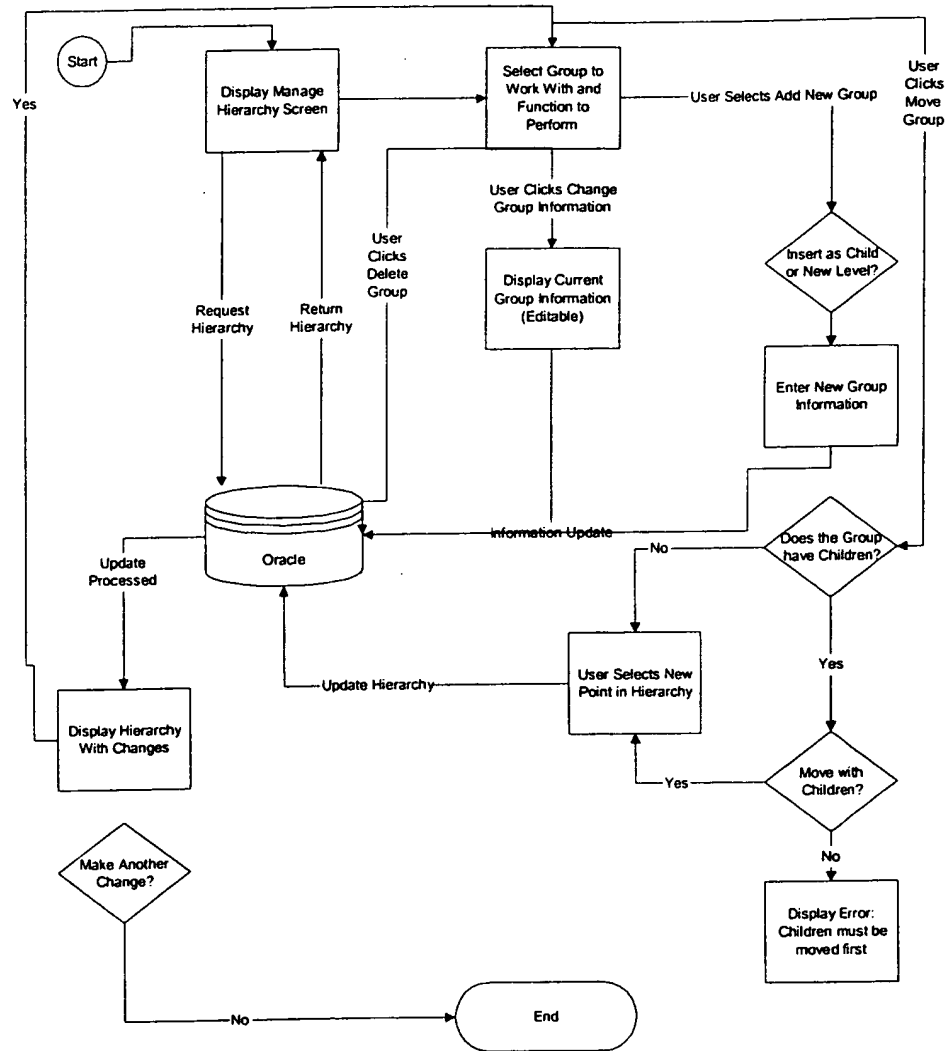 Start
Yes
Display Manage
Hierarchy Screen
Select Group to
Work With and
Function to
Perform
User Selects Add New Group
User
Clicks
Move
Group
User Clicks Change
Group Information
User
Clicks
Delete
Group
Insert as Child
or New Level?
Display Current
Group Information
(Editable)
Request
Hierarchy
Return
Hierarchy
Enter New Group
Information
Oracle
Information Update
Does the Group
have Children?
No
Update
Processed
Yes
User Selects New
Point in Hierarchy
Update Hierarchy
Display Hierarchy
With Changes
Move with
Children?
Yes
Make Another
Change?
No
Display Error:
Children must be
moved first
No
End